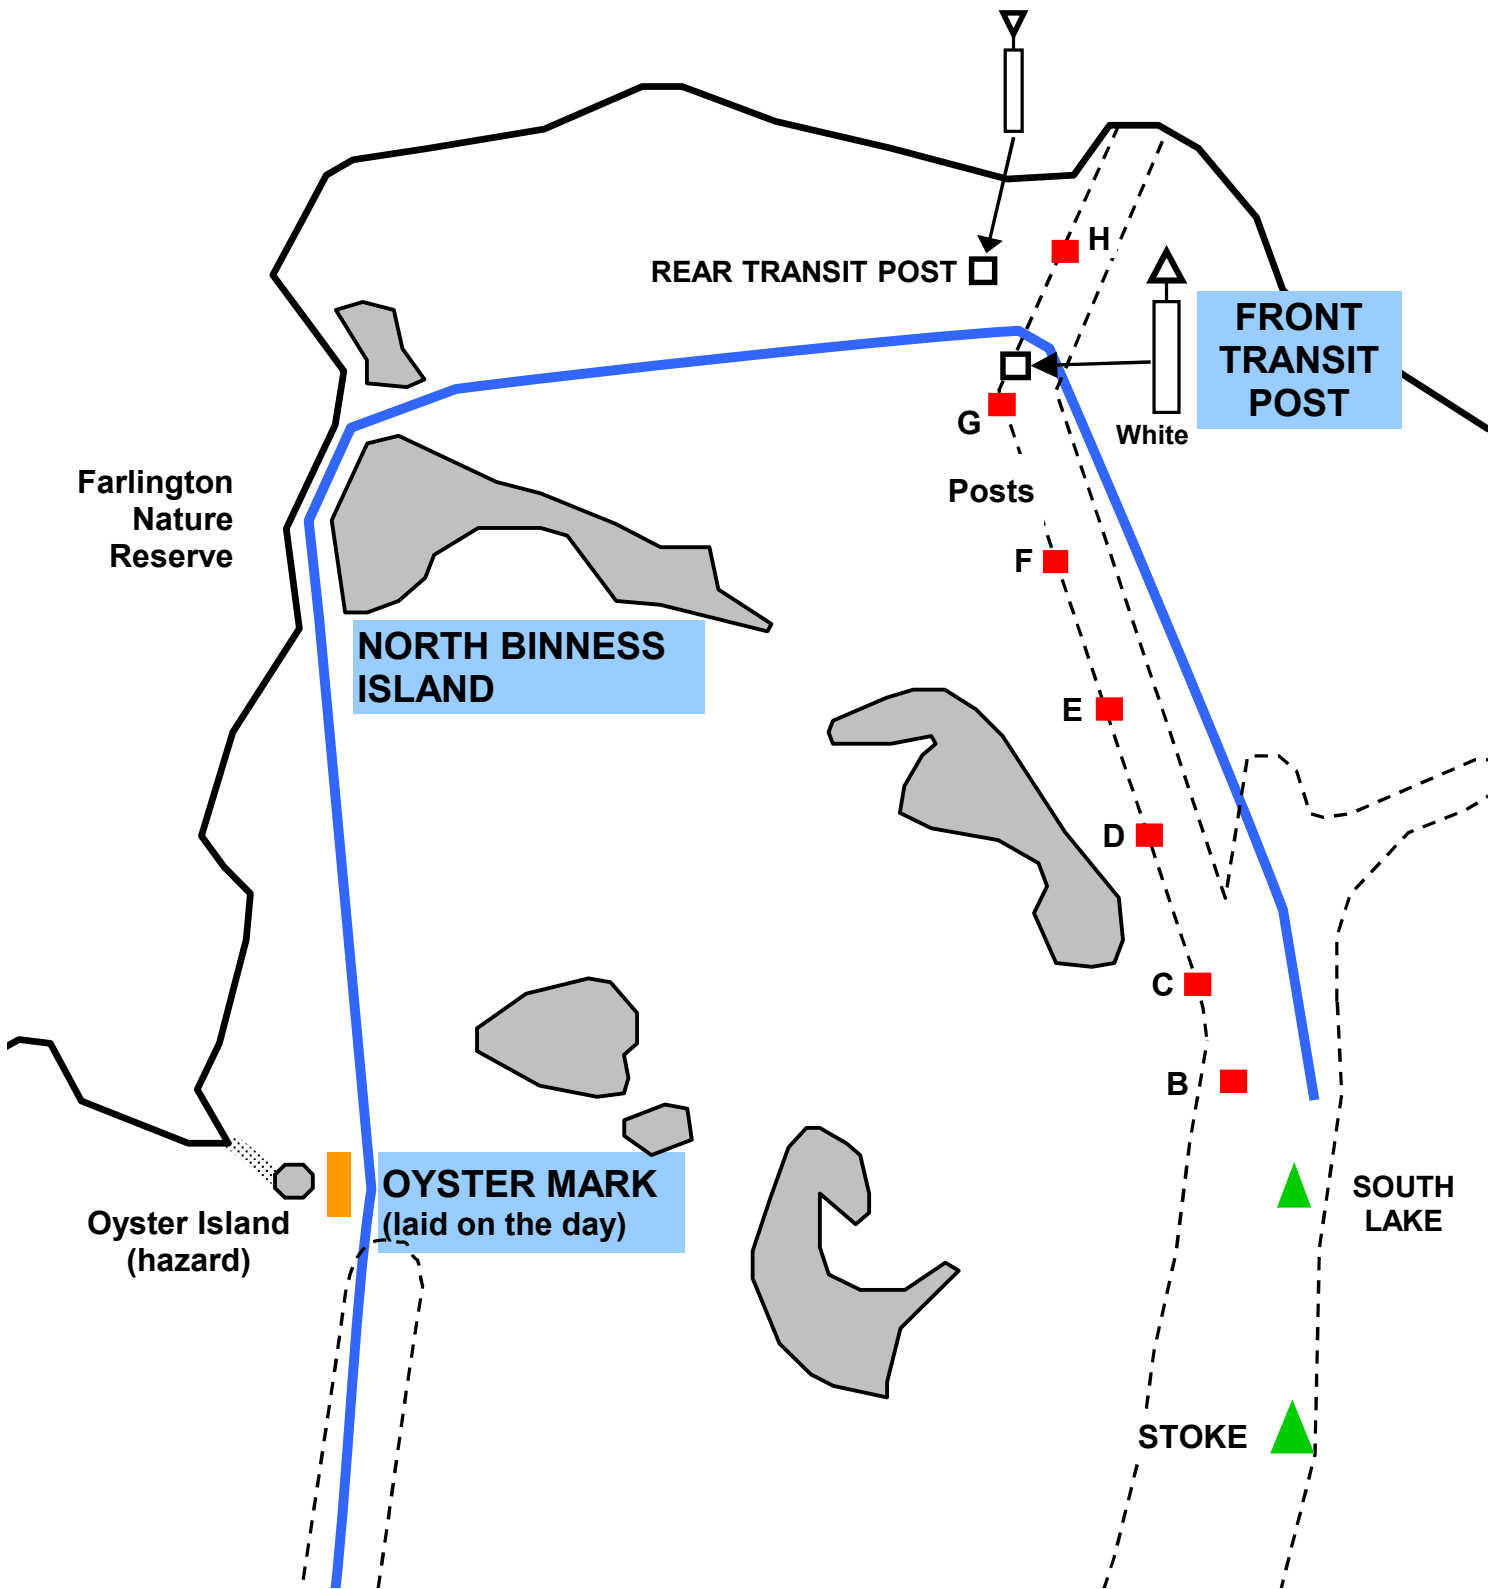 H
REAR TRANSIT POST
FRONT
TRANSIT
POST
G
White
Farlington
Nature
Reserve
Posts
F
NORTH BINNESS
ISLAND
E
D
C
B
OYSTER MARK
(laid on the day)
Oyster Island
(hazard)
SOUTH
LAKE
STOKE